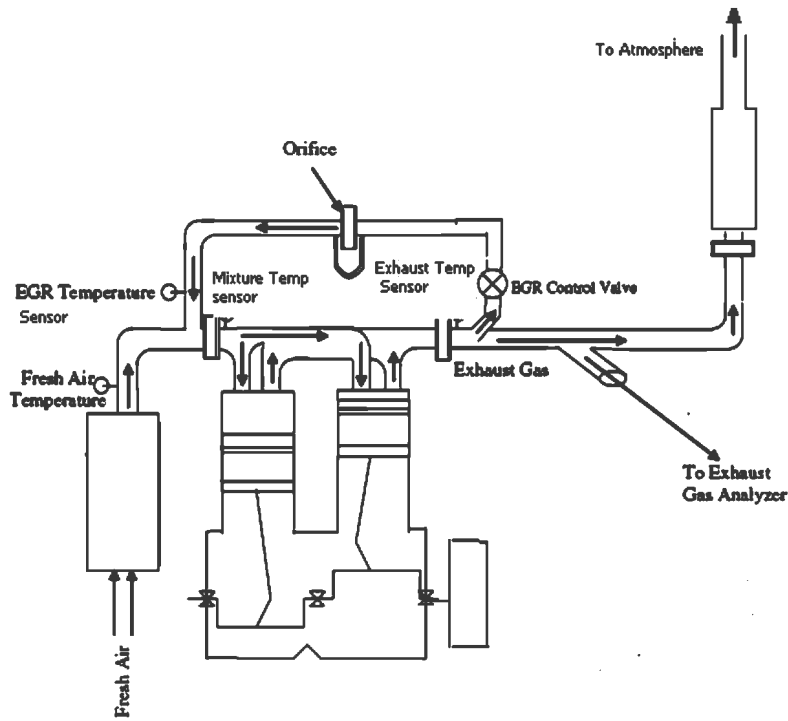 To Atmosphere
Orifice
Mixture Temp
sensor
Exhaust Temp
Sensor
EGR Temperature
Sensor
EGR Control Valve
Fresh Air
Temperature
Exhaust Gas
To Exhaust
Gas Analyzer
Fresh Air